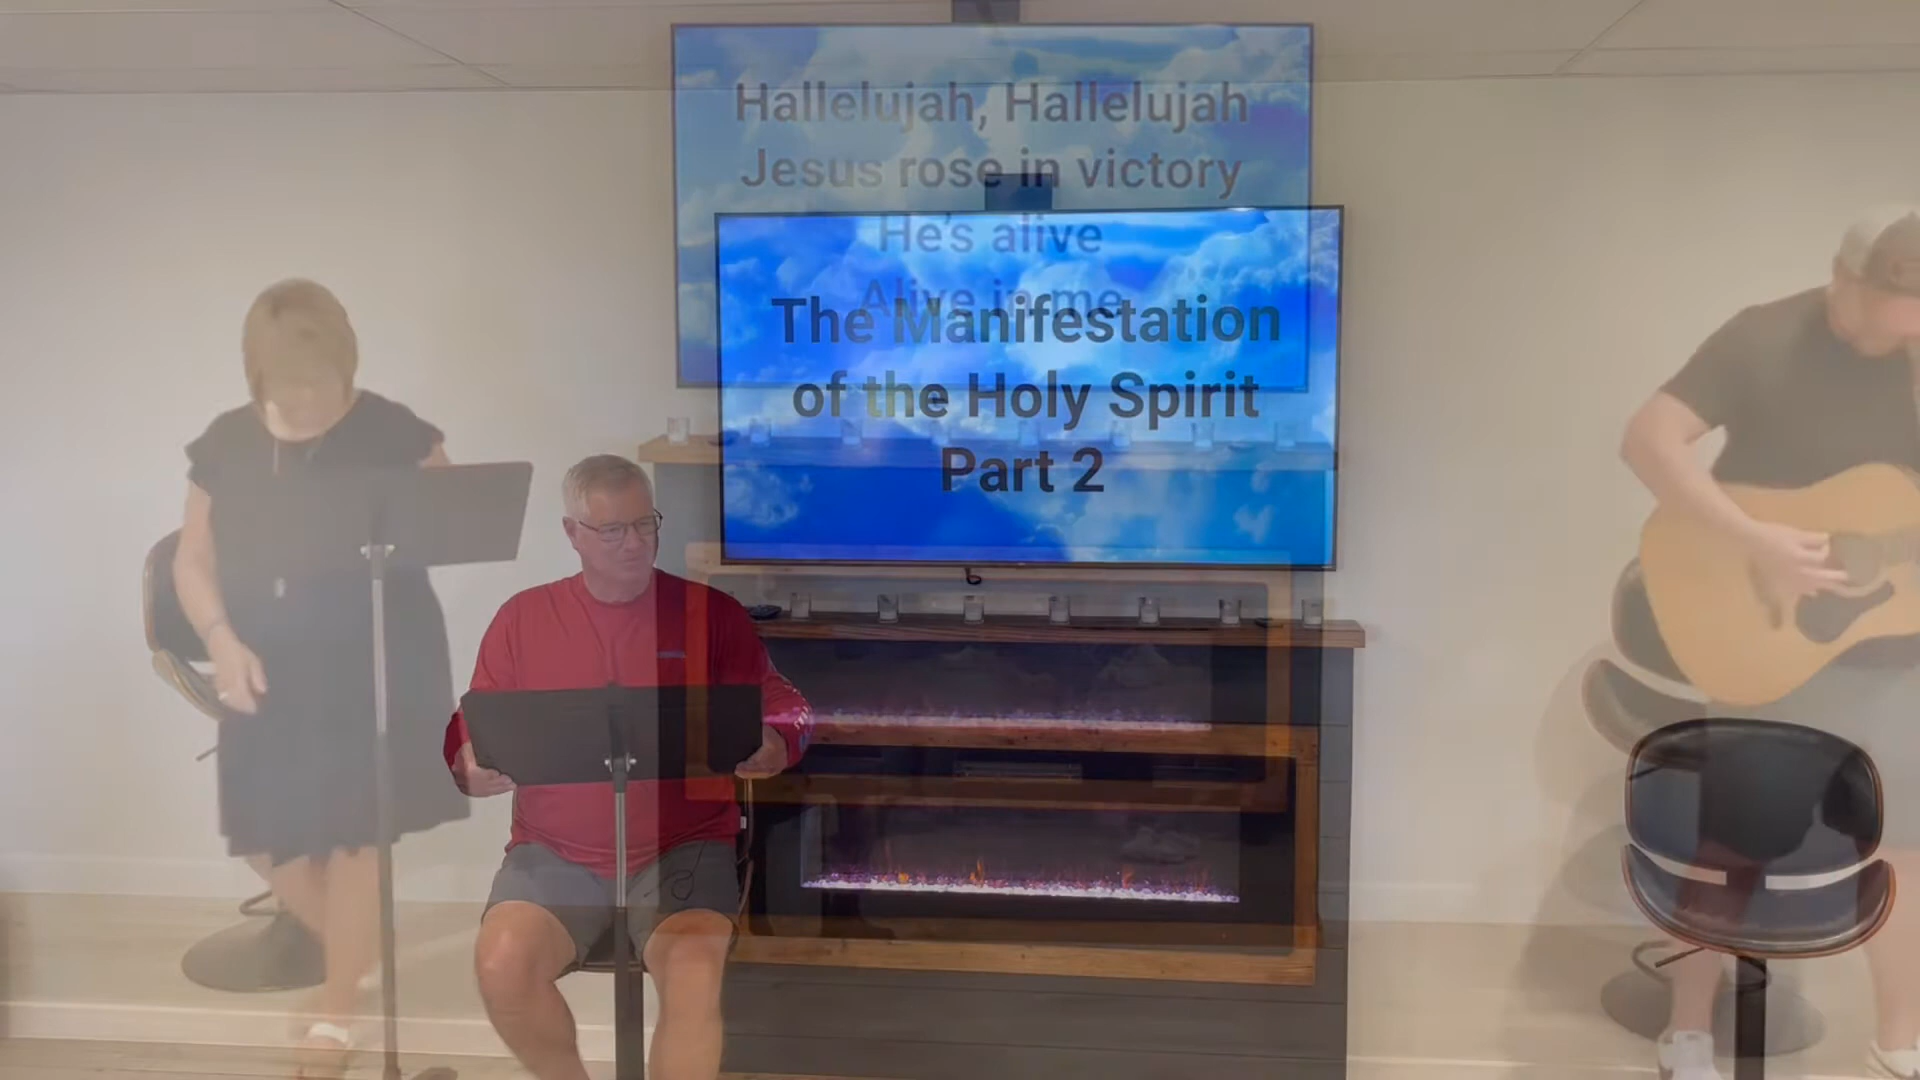 Hallelujah, Hallelujah
Jesus rose in victory
He's alive
Alive in me
The Manifestation
of the Holy Spirit
Part 2